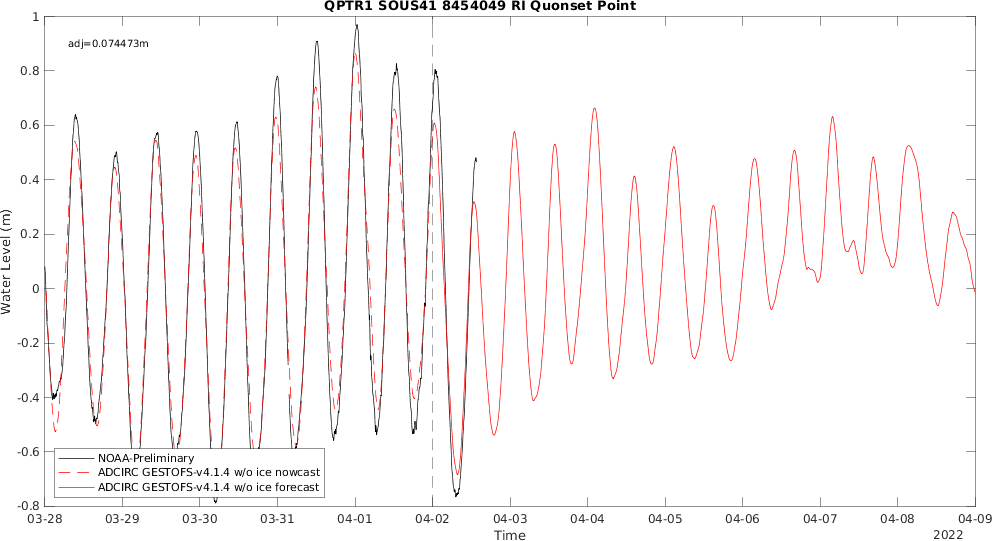 QPTR1 SOUS41 8454049 RI Quonset Point
adj=0.074473m
Water Level (m)
1
0.8
0.6
0.4
0.2
0
-0.2
-0.4
-0.6
-0.8
NOAA-Preliminary
ADCIRC GESTOFS-v4.1.4 w/o ice nowcast
ADCIRC GESTOFS-v4.1.4 w/o ice forecast
03-28 03-29 03-30 03-31 04-01 04-02 04-03 04-04 04-05 04-06 04-07 04-08 04-09
Time
2022